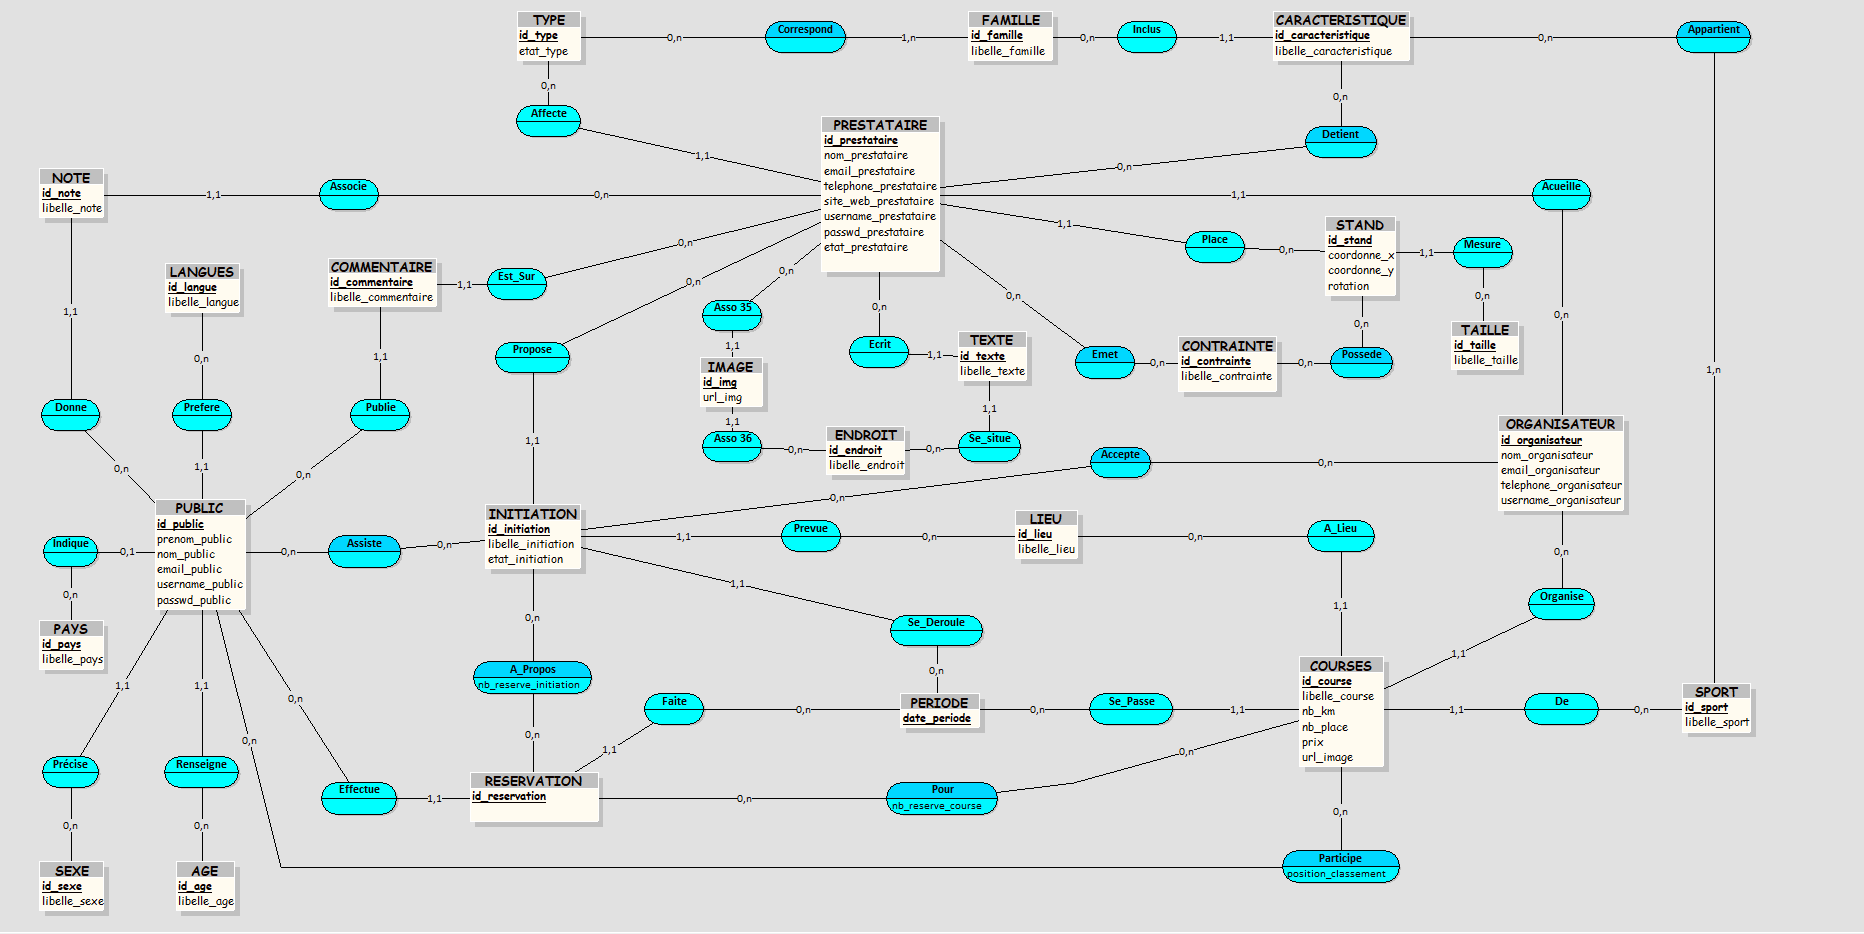 TYPE
id_type
etat_type
0,n
Correspond
1,n
FAMILLE
id_famille
libelle_famille
0,n
Inclus
1,1
CARACTERISTIQUE
id_caracteristique
libelle_caracteristique
0,n
Appartient
0,n
Affecte
1,1
0,n
Detient
0,n
PRESTATAIRE
id_prestataire
nom_prestataire
email_prestataire
telephone_prestataire
site_web_prestataire
username_prestataire
passwd_prestataire
etat_prestataire
NOTE
id_note
libelle_note
1,1
Associe
0,n
1,1
Acueille
1,1
Place
0,n
STAND
id_stand
coordonne_x
coordonne_y
rotation
1,1
Mesure
0,n
TAILLE
id_taille
libelle_taille
LANGUES
id_langue
libelle_langue
COMMENTAIRE
id_commentaire
libelle_commentaire
1,1
Est_Sur
0,n
0,n
0,n
Asso 35
1,1
IMAGE
id_img
url_img
1,1
Asso 36
0,n
ENDROIT
id_endroit
libelle_endroit
0,n
Se_situe
1,1
0,n
Ecrit
1,1
TEXTE
id_texte
libelle_texte
0,n
Emet
0,n
CONTRAINTE
id_contrainte
libelle_contrainte
0,n
Possede
0,n
0,n
1,n
1,1
0,n
1,1
Propose
1,1
Donne
Prefere
Publie
0,n
1,1
0,n
ORGANISATEUR
id_organisateur
nom_organisateur
email_organisateur
telephone_organisateur
username_organisateur
Accepte
0,n
0,n
PUBLIC
id_public
prenom_public
nom_public
email_public
username_public
passwd_public
Indique
0,1
0,n
PAYS
id_pays
libelle_pays
0,n
Assiste
0,n
INITIATION
id_initiation
libelle_initiation
etat_initiation
1,1
Prevue
0,n
LIEU
id_lieu
libelle_lieu
0,n
A_Lieu
1,1
0,n
Organise
1,1
1,1
Se_Deroule
0,n
0,n
A_Propos
nb_reserve_initiation
0,n
Faite
1,1
0,n
PERIODE
date_periode
0,n
Se_Passe
1,1
COURSES
id_course
libelle_course
nb_km
nb_place
prix
url_image
1,1
De
0,n
SPORT
id_sport
libelle_sport
1,1
1,1
0,n
0,n
Précise
Renseigne
Effectue
1,1
RESERVATION
id_reservation
0,n
Pour
nb_reserve_course
0,n
0,n
0,n
0,n
Participe
position_classement
SEXE
id_sexe
libelle_sexe
AGE
id_age
libelle_age